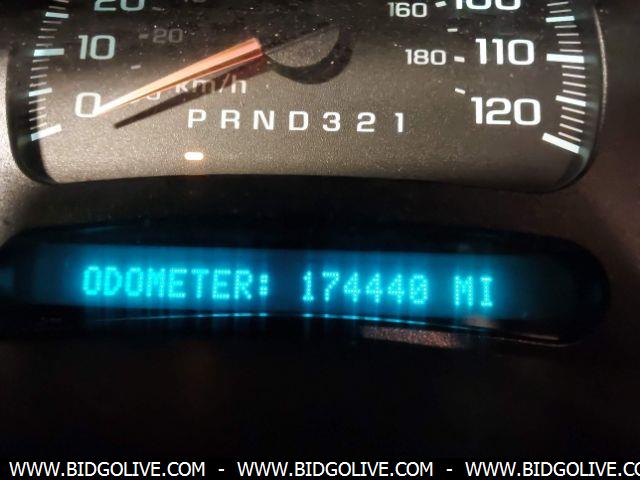 20 160 100
10 20 180 110
0 km/h 120
PRND321
ODOMETER: 174440 MI
WWW.BIDGOLIVE.COM - WWW.BIDGOLIVE.COM - WWW.BIDGOLIVE.CO